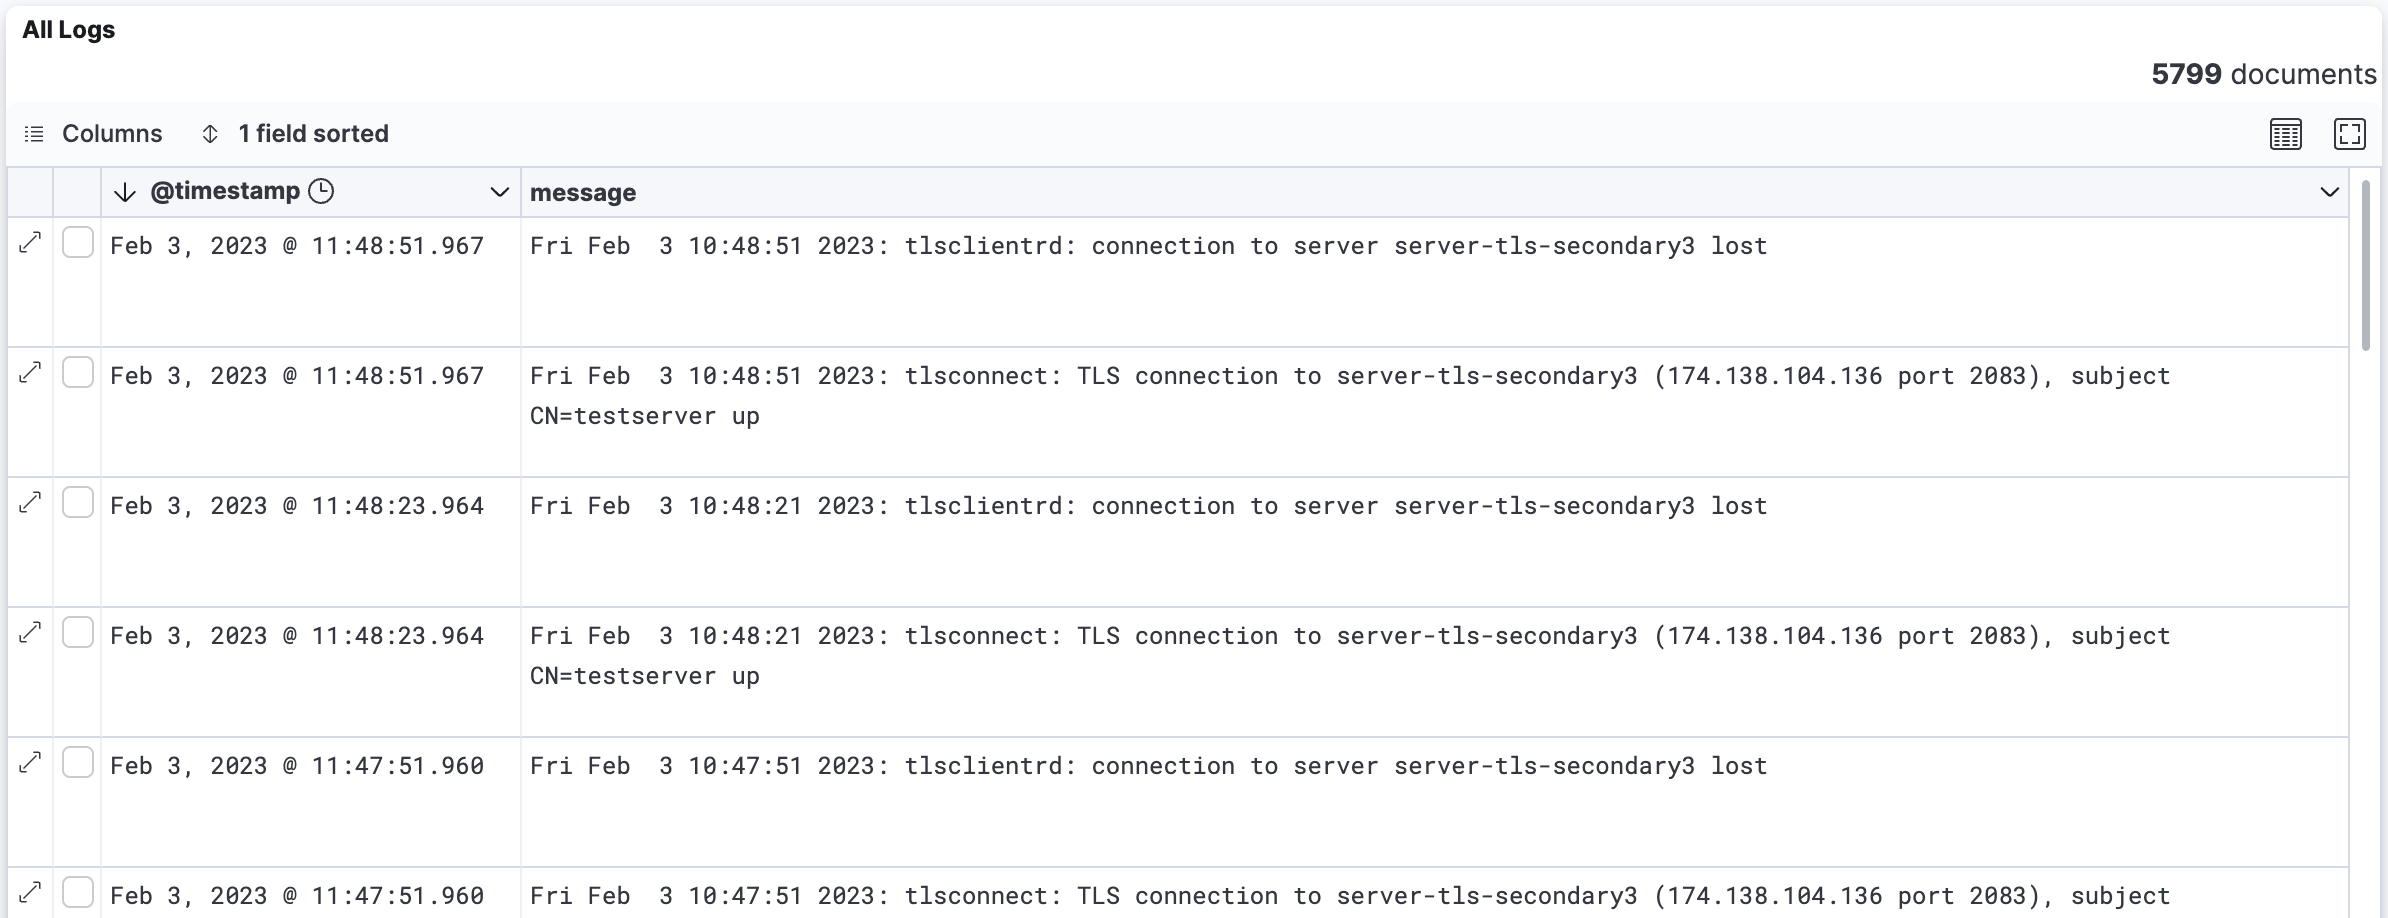 All Logs
5799 documents
Columns 1 field sorted
@timestamp message
Feb 3, 2023 @ 11:48:51.967 Fri Feb  3 10:48:51 2023: tlsclientrd: connection to server server-tls-secondary3 lost
Feb 3, 2023 @ 11:48:51.967 Fri Feb  3 10:48:51 2023: tlsconnect: TLS connection to server-tls-secondary3 (174.138.104.136 port 2083), subject
CN=testserver up
Feb 3, 2023 @ 11:48:23.964 Fri Feb  3 10:48:21 2023: tlsclientrd: connection to server server-tls-secondary3 lost
Feb 3, 2023 @ 11:48:23.964 Fri Feb  3 10:48:21 2023: tlsconnect: TLS connection to server-tls-secondary3 (174.138.104.136 port 2083), subject
CN=testserver up
Feb 3, 2023 @ 11:47:51.960 Fri Feb  3 10:47:51 2023: tlsclientrd: connection to server server-tls-secondary3 lost
Feb 3, 2023 @ 11:47:51.960 Fri Feb  3 10:47:51 2023: tlsconnect: TLS connection to server-tls-secondary3 (174.138.104.136 port 2083), subject